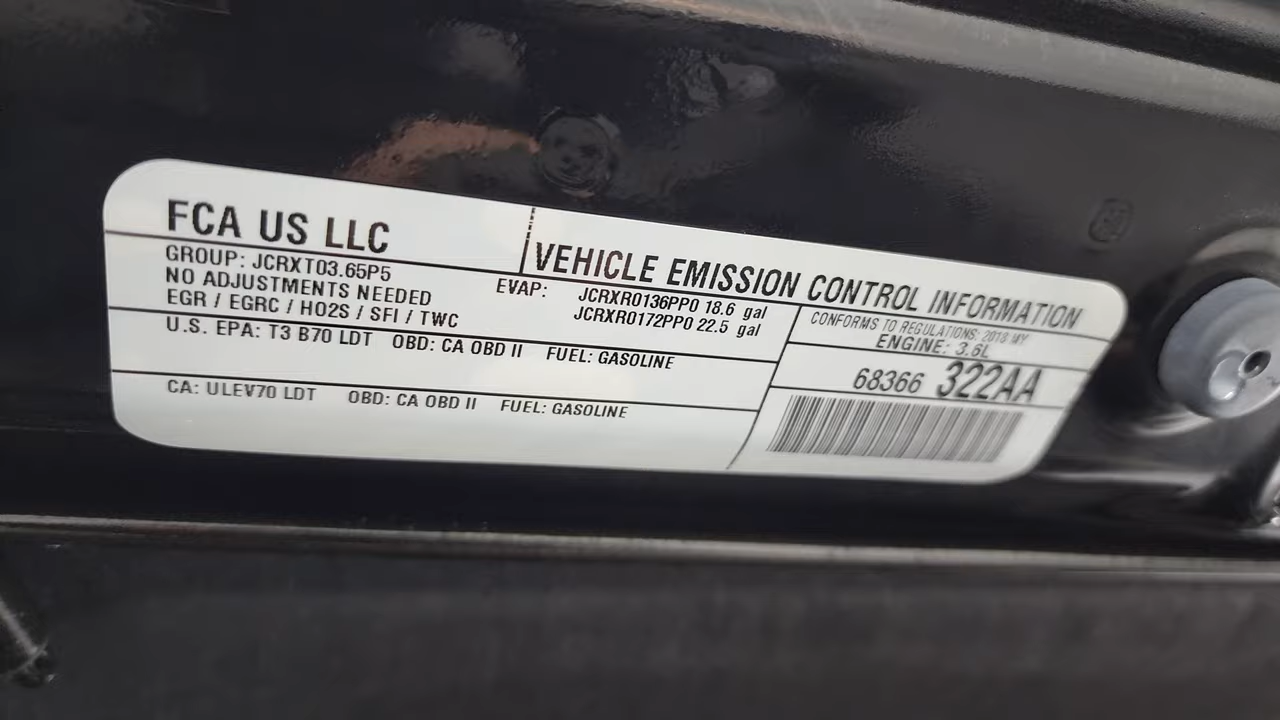 FCA US LLC
VEHICLE EMISSION CONTROL INFORMATION
GROUP: JCRXT03.65P5
NO ADJUSTMENTS NEEDED
EGR / EGRC / HO2S / SFI / TWC
EVAP: JCRXR0136PP0 18.6 gal
JCRXR0172PP0 22.5 gal
CONFORMS TO REGULATIONS: 2018 MY
ENGINE: 3.6L
U.S. EPA: T3 B70 LDT OBD: CA OBD II FUEL: GASOLINE
68366 322AA
CA: ULEV70 LDT OBD: CA OBD II FUEL: GASOLINE